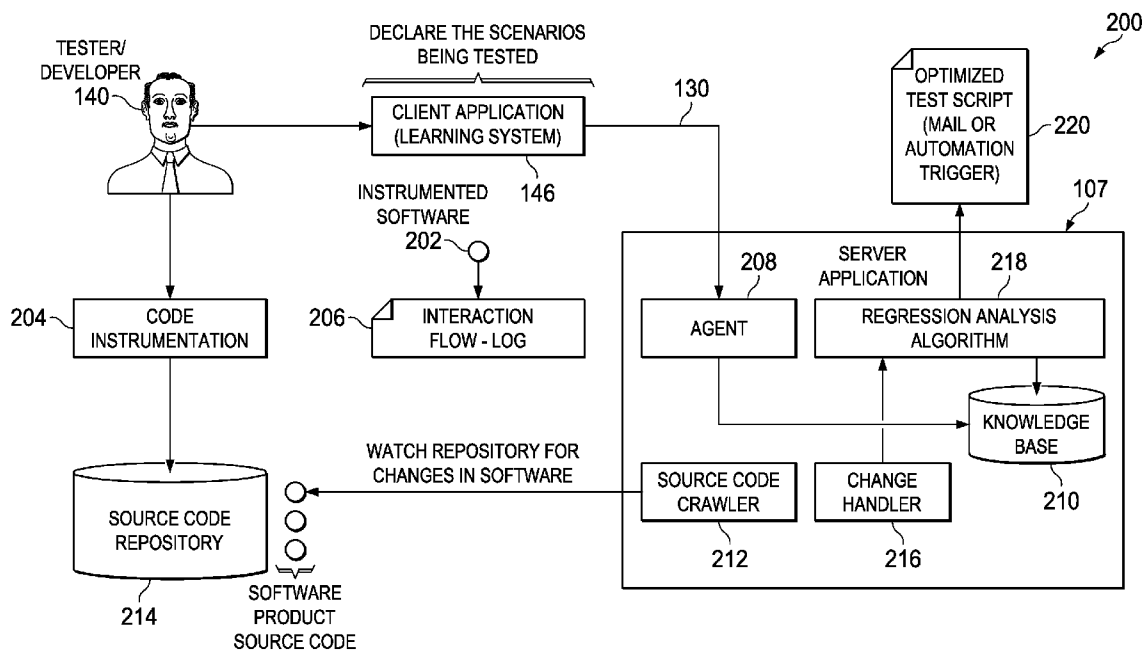 DECLARE THE SCENARIOS
BEING TESTED
200
TESTER/
DEVELOPER
140
CLIENT APPLICATION
(LEARNING SYSTEM)
146
130
OPTIMIZED
TEST SCRIPT
(MAIL OR
AUTOMATION
TRIGGER)
220
INSTRUMENTED
SOFTWARE
202
107
204
CODE
INSTRUMENTATION
206
INTERACTION
FLOW - LOG
SERVER
APPLICATION
208
AGENT
218
REGRESSION ANALYSIS
ALGORITHM
KNOWLEDGE
BASE
210
WATCH REPOSITORY FOR
CHANGES IN SOFTWARE
SOURCE CODE
CRAWLER
212
CHANGE
HANDLER
216
SOURCE CODE
REPOSITORY
214
SOFTWARE
PRODUCT
SOURCE CODE